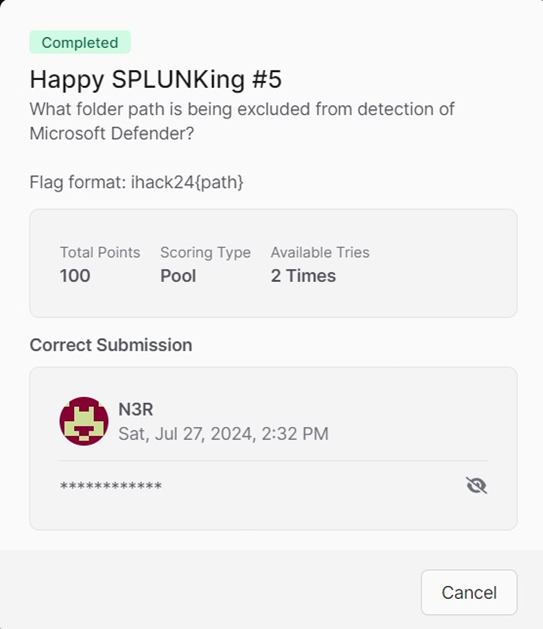 Completed
Happy SPLUNKing #5
What folder path is being excluded from detection of
Microsoft Defender?
Flag format: ihack24{path}
Total Points Scoring Type Available Tries
100 Pool 2 Times
Correct Submission
N3R
Sat, Jul 27, 2024, 2:32 PM
************
Cancel